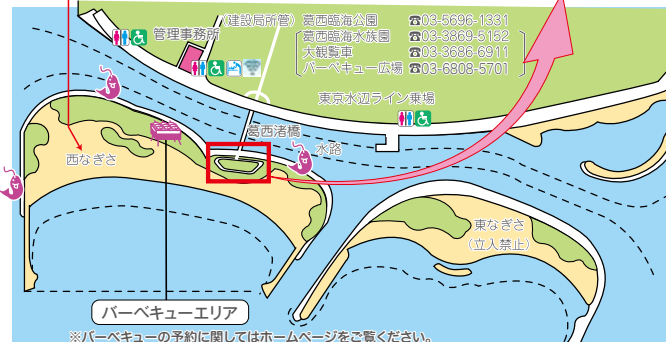 (建設局所管) 葛西臨海公園 ☎03-5696-1331
葛西臨海水族園 ☎03-3869-5152
大観覧車 ☎03-3686-6911
バーベキュー広場 ☎03-6808-5701
管理事務所
東京水辺ライン乗場
葛西渚橋
水路
西なぎさ
東なぎさ
(立入禁止)
バーベキューエリア
※バーベキューの予約に関してはホームページをご覧ください。